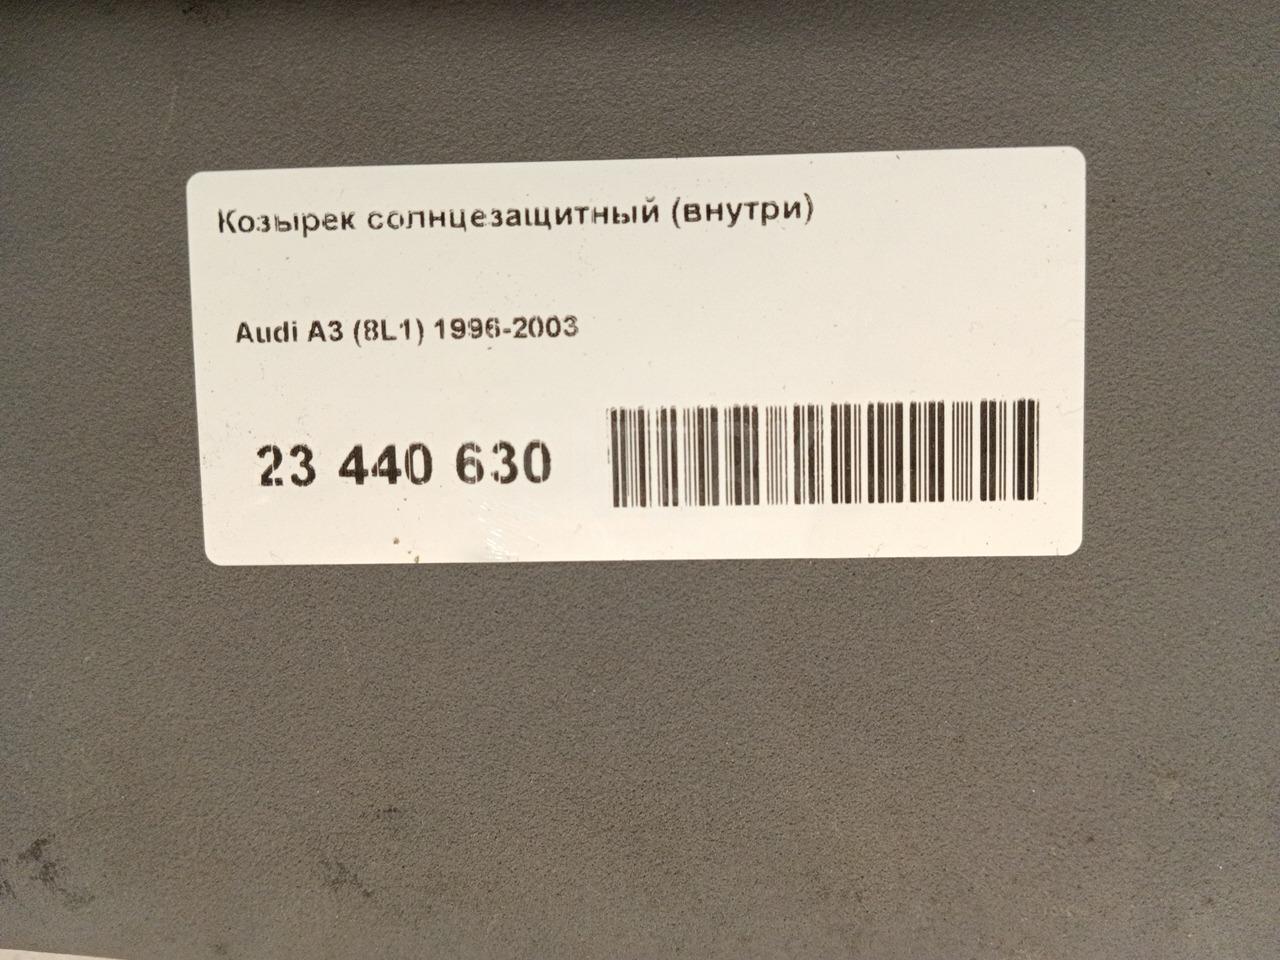 Козырек солнцезащитный (внутри)
Audi A3 (8L1) 1996-2003
23 440 630